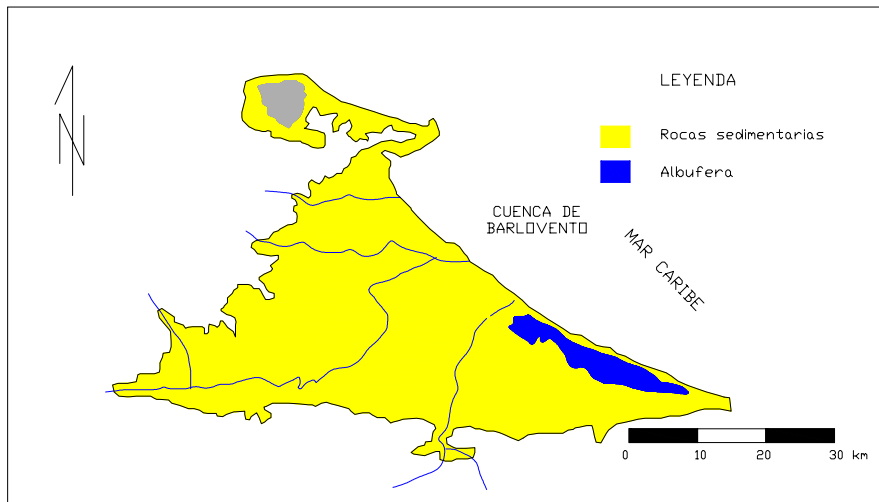 LEYENDA
Rocas sedimentarias
Albufera
CUENCA DE
BARLOVENTO
MAR CARIBE
N
0 10 20 30 km